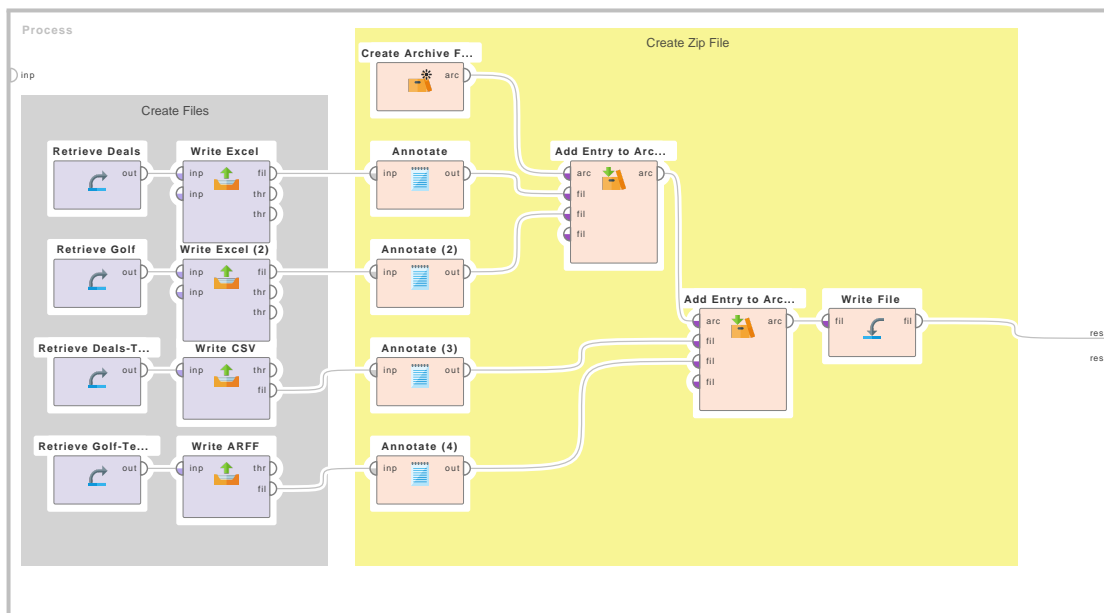 Process
Create Zip File
Create Archive F...
arc
inp
Create Files
Retrieve Deals
Write Excel
Annotate
Add Entry to Arc...
out
inp
fil
inp
out
arc
arc
inp
thr
fil
thr
fil
fil
Retrieve Golf
Write Excel (2)
Annotate (2)
out
inp
fil
inp
out
inp
thr
thr
Add Entry to Arc...
Write File
arc
arc
fil
fil
res
fil
fil
res
fil
Retrieve Deals-T...
Write CSV
Annotate (3)
out
inp
thr
inp
out
fil
Retrieve Golf-Te...
Write ARFF
Annotate (4)
out
inp
thr
inp
out
fil